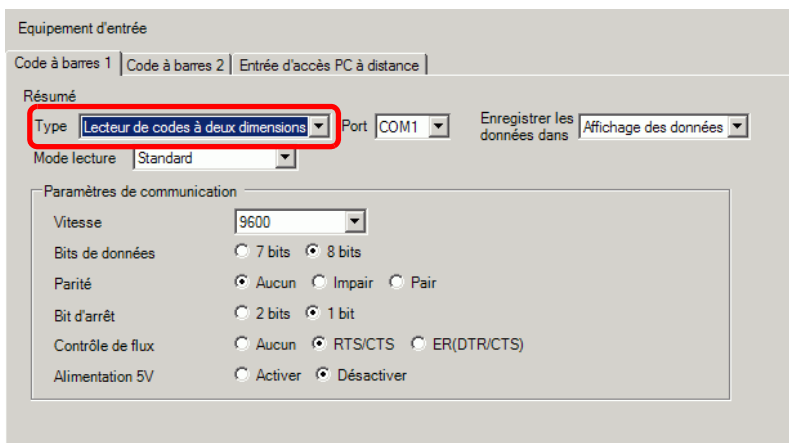 Equipement d'entrée
Code à barres 1 Code à barres 2 Entrée d'accès PC à distance
Résumé
Type Lecteur de codes à deux dimensions Port COM1 Enregistrer les données dans Affichage des données
Mode lecture Standard
Paramètres de communication
Vitesse 9600
Bits de données 7 bits 8 bits
Parité Aucun Impair Pair
Bit d'arrêt 2 bits 1 bit
Contrôle de flux Aucun RTS/CTS ER(DTR/CTS)
Alimentation 5V Activer Désactiver